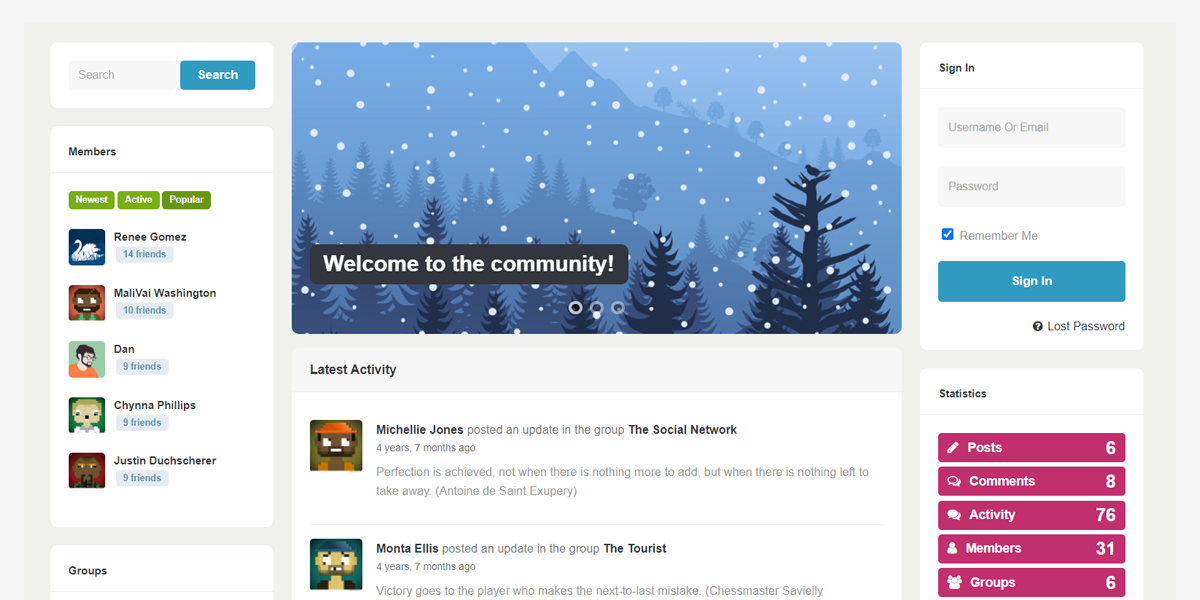 Search
Search
Members
Newest
Active
Popular
Renee Gomez
14 friends
MaliVai Washington
10 friends
Dan
9 friends
Chynna Phillips
9 friends
Justin Duchscherer
9 friends
Groups
Welcome to the community!
Latest Activity
Michellie Jones posted an update in the group The Social Network
4 years, 7 months ago
Perfection is achieved, not when there is nothing more to add, but when there is nothing left to
take away. (Antoine de Saint Exupery)
Monta Ellis posted an update in the group The Tourist
4 years, 7 months ago
Victory goes to the player who makes the next-to-last mistake. (Chessmaster Savielly
Sign In
Username Or Email
Password
Remember Me
Sign In
Lost Password
Statistics
Posts 6
Comments 8
Activity 76
Members 31
Groups 6